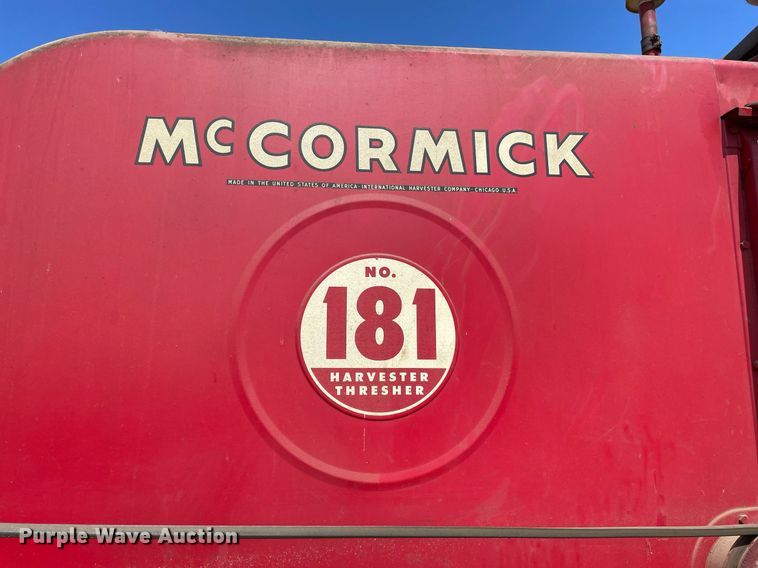 McCORMICK
MADE IN THE UNITED STATES OF AMERICA-INTERNATIONAL HARVESTER COMPANY-CHICAGO U.S.A.
NO.
181
HARVESTER
THRESHER
Purple Wave Auction